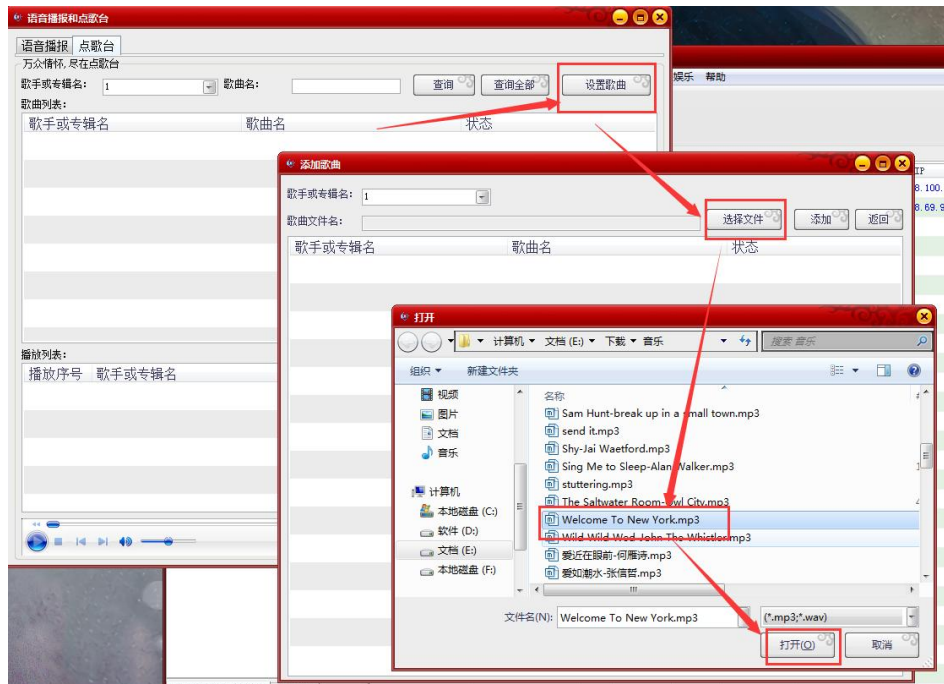 语音播报和点歌台
语音播报 点歌台
万众情怀,尽在点歌台
娱乐 帮助
歌手或专辑名: 1 歌曲名: 查询 查询全部 设置歌曲
歌曲列表:
歌手或专辑名 歌曲名 状态
添加歌曲
IP
8.100.
8.69.9
歌手或专辑名: 1
歌曲文件名: 选择文件 添加 返回
歌手或专辑名 歌曲名 状态
打开
计算机 文档 (E:) 下载 音乐 搜索 音乐
组织 新建文件夹
视频
图片
文档
音乐
计算机
本地磁盘 (C:)
软件 (D:)
文档 (E:)
本地磁盘 (F:)
名称
Sam Hunt-break up in a small town.mp3
send it.mp3
Shy-Jai Waetford.mp3
Sing Me to Sleep-Alan Walker.mp3
stuttering.mp3
The Saltwater Room-Owl City.mp3
Welcome To New York.mp3
Wild Wild Wed-John The Whistler.mp3
爱近在眼前-何雁诗.mp3
爱如潮水-张信哲.mp3
文件名(N): Welcome To New York.mp3 (*.mp3;*.wav)
打开(O) 取消
播放列表:
播放序号 歌手或专辑名